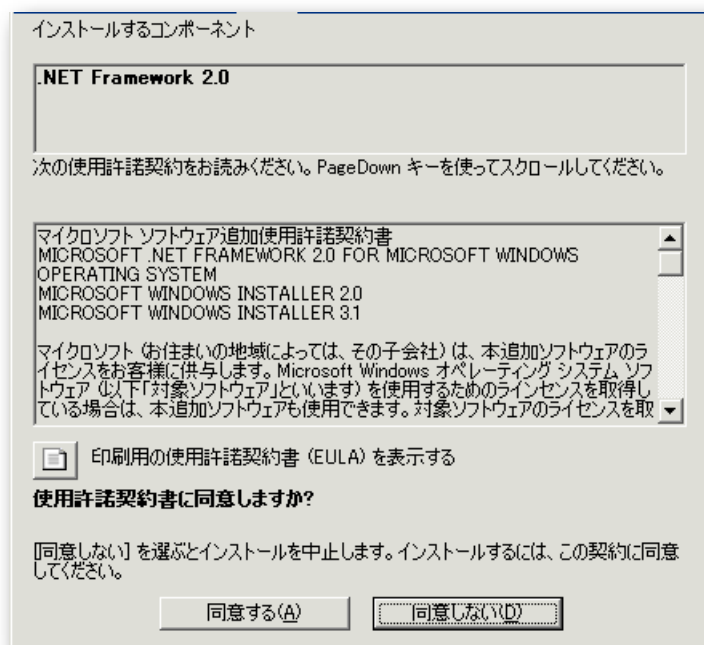 インストールするコンポーネント
.NET Framework 2.0
次の使用許諾契約をお読みください。PageDown キーを使ってスクロールしてください。
マイクロソフト ソフトウェア追加使用許諾契約書
MICROSOFT .NET FRAMEWORK 2.0 FOR MICROSOFT WINDOWS
OPERATING SYSTEM
MICROSOFT WINDOWS INSTALLER 2.0
MICROSOFT WINDOWS INSTALLER 3.1
マイクロソフト (お住まいの地域によっては、その子会社) は、本追加ソフトウェアのラ
イセンスをお客様に供与します。Microsoft Windows オペレーティング システム ソフ
トウェア (以下「対象ソフトウェア」といいます) を使用するためのラインセンスを取得し
ている場合は、本追加ソフトウェアも使用できます。対象ソフトウェアのライセンスを取
印刷用の使用許諾契約書 (EULA) を表示する
使用許諾契約書に同意しますか?
[同意しない] を選ぶとインストールを中止します。インストールするには、この契約に同意
してください。
同意する(A)
同意しない(D)